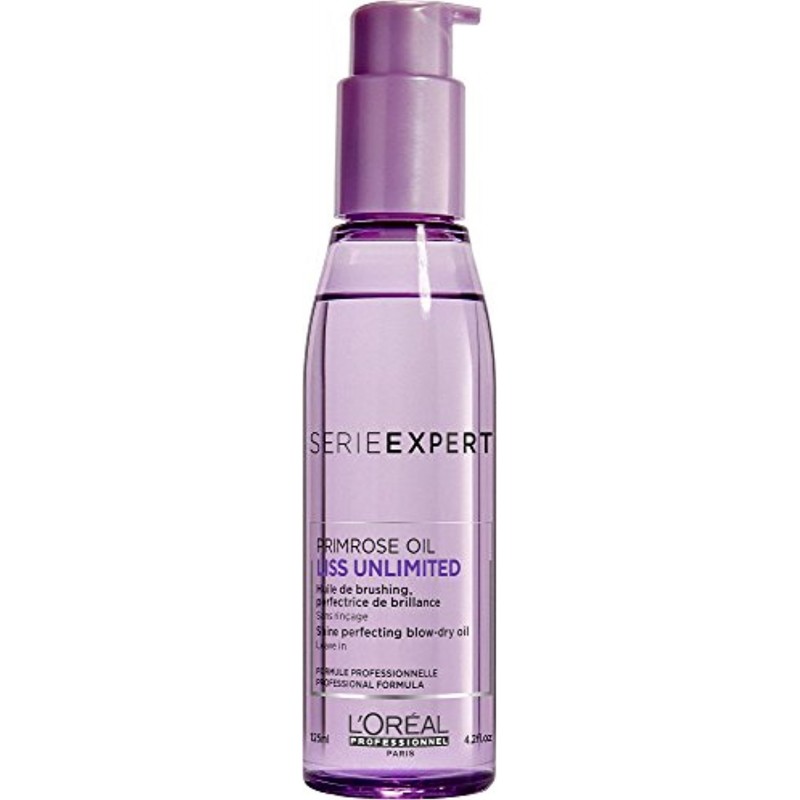 SERIEEXPERT
PRIMROSE OIL
LISS UNLIMITED
Huile de brushing,
perfectrice de brillance
Sans rinçage
Shine perfecting blow-dry oil
Leave in
FORMULE PROFESSIONNELLE
PROFESSIONAL FORMULA
L'ORÉAL
PROFESSIONNEL
PARIS
125ml 4.2fl.oz